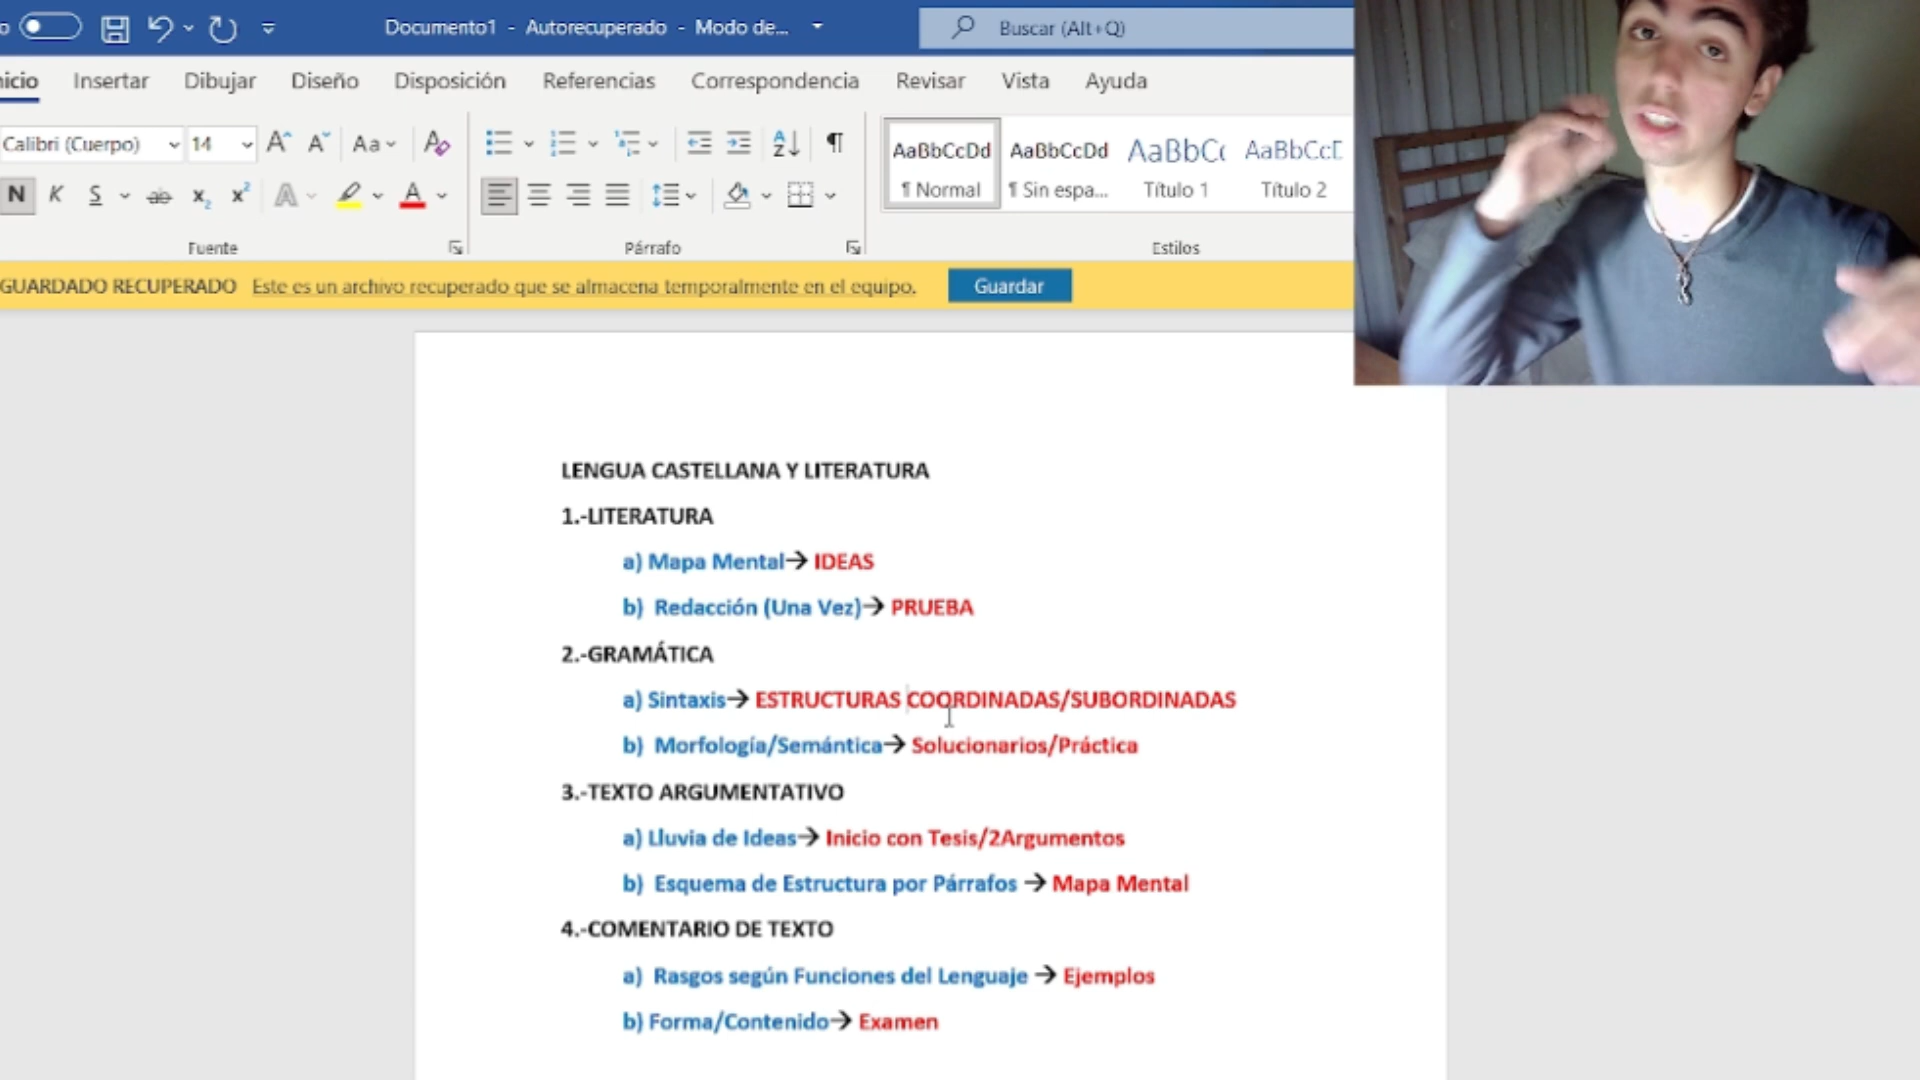 Documento1 - Autorecuperado - Modo de...
Buscar (Alt+Q)
Insertar Dibujar Diseño Disposición Referencias Correspondencia Revisar Vista Ayuda
Calibri (Cuerpo) 14 Aa
AaBbCcDd AaBbCcDd AaBbCc AaBbCcD
¶ Normal ¶ Sin espa... Título 1 Título 2
N K S ab x₂ x² A A
Fuente Párrafo Estilos
GUARDADO RECUPERADO Este es un archivo recuperado que se almacena temporalmente en el equipo. Guardar
LENGUA CASTELLANA Y LITERATURA
1.-LITERATURA
a) Mapa Mental→ IDEAS
b) Redacción (Una Vez)→ PRUEBA
2.-GRAMÁTICA
a) Sintaxis→ ESTRUCTURAS COORDINADAS/SUBORDINADAS
b) Morfología/Semántica→ Solucionarios/Práctica
3.-TEXTO ARGUMENTATIVO
a) Lluvia de Ideas→ Inicio con Tesis/2Argumentos
b) Esquema de Estructura por Párrafos → Mapa Mental
4.-COMENTARIO DE TEXTO
a) Rasgos según Funciones del Lenguaje → Ejemplos
b) Forma/Contenido→ Examen